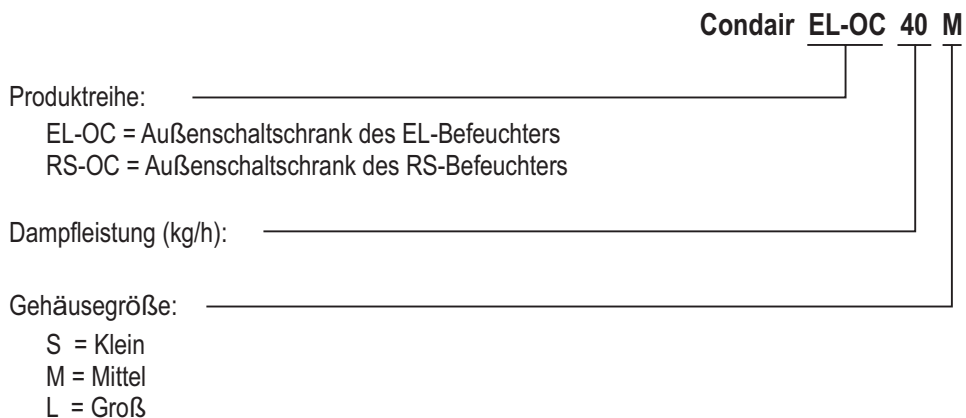 Condair EL-OC 40 M
Produktreihe:
EL-OC = Außenschaltschrank des EL-Befeuchters
RS-OC = Außenschaltschrank des RS-Befeuchters
Dampfleistung (kg/h):
Gehäusegröße:
S = Klein
M = Mittel
L = Groß